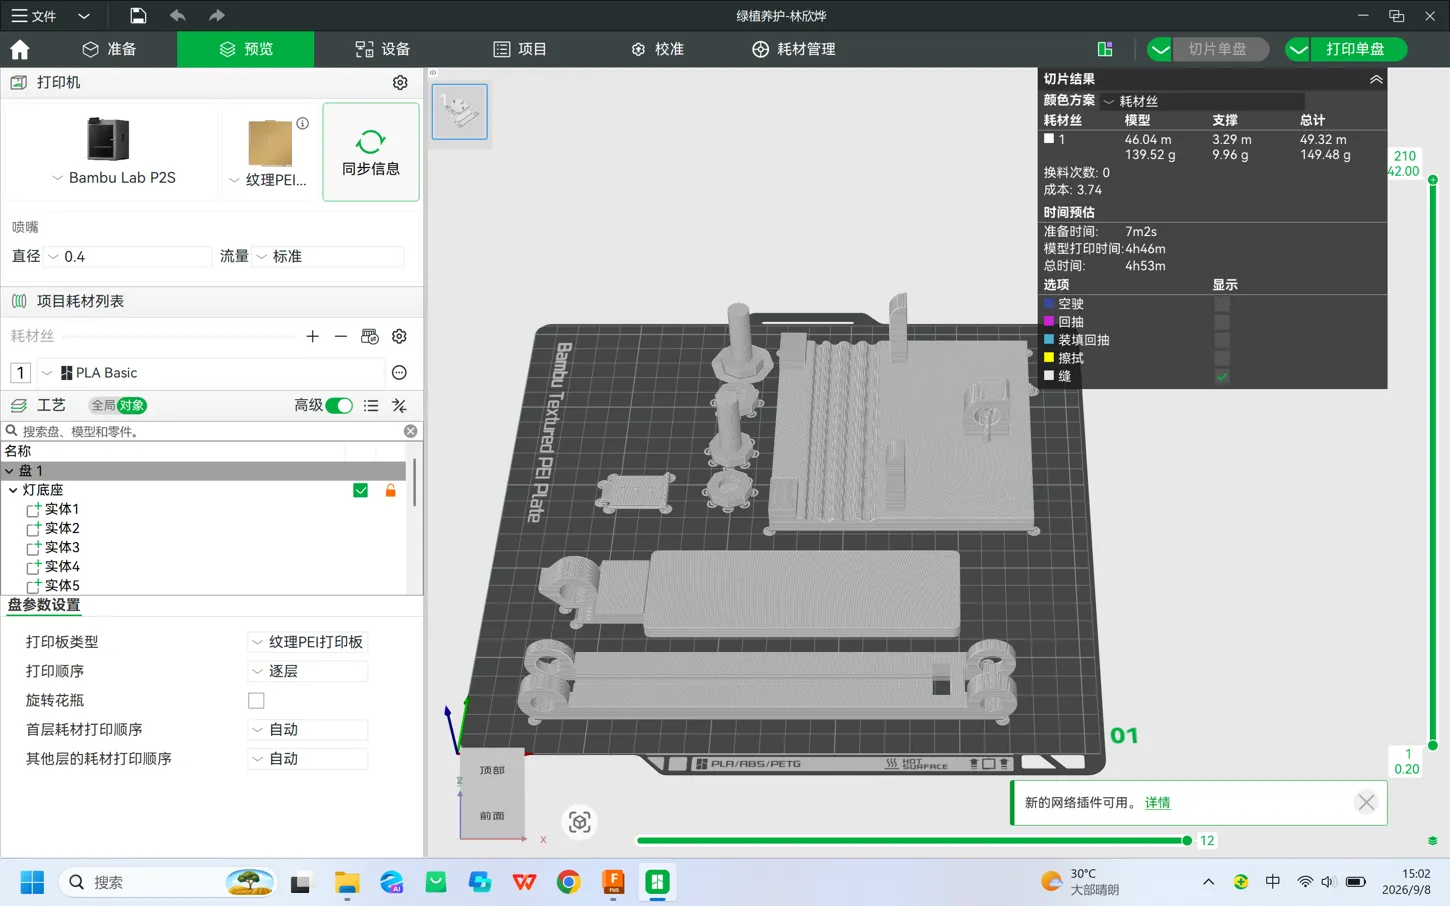 文件
绿植养护-林欣烨
准备
预览
设备
项目
校准
耗材管理
切片单盘
打印单盘
打印机
Bambu Lab P2S
纹理PEI...
同步信息
喷嘴
直径
0.4
流量
标准
项目耗材列表
耗材丝
1
PLA Basic
工艺
全局
对象
高级
搜索盘、模型和零件。
名称
盘 1
灯底座
实体1
实体2
实体3
实体4
实体5
盘参数设置
打印板类型
纹理PEI打印板
打印顺序
逐层
旋转花瓶
首层耗材打印顺序
自动
其他层的耗材打印顺序
自动
1
切片结果
颜色方案
耗材丝
耗材丝 模型 支撑 总计
1 46.04 m 3.29 m 49.32 m
139.52 g 9.96 g 149.48 g
换料次数: 0
成本: 3.74
时间预估
准备时间: 7m2s
模型打印时间: 4h46m
总时间: 4h53m
选项 显示
空驶
回抽
装填回抽
擦拭
缝
210
42.00
Bambu Textured PEI Plate
01
PLA/ABS/PETG
HOT
SURFACE
顶部
前面
Z
X
1
0.20
新的网络插件可用。 详情
12
搜索
30°C
大部晴朗
中
15:02
2026/9/8